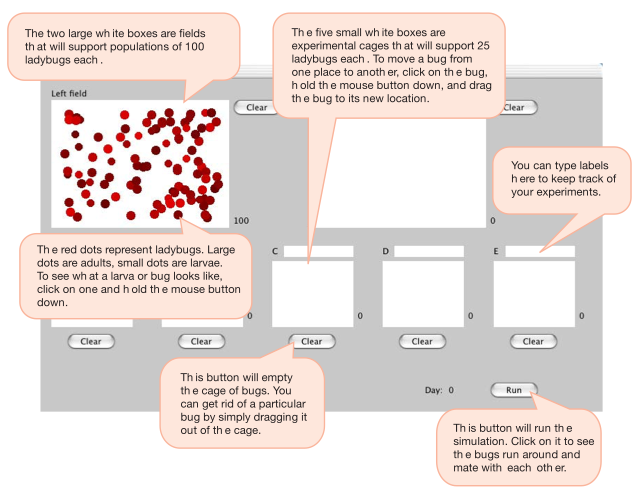 The two large white boxes are fields
that will support populations of 100
ladybugs each.
The five small white boxes are
experimental cages that will support 25
ladybugs each. To move a bug from
one place to another, click on the bug,
hold the mouse button down, and drag
the bug to its new location.
Left field
Clear
Clear
You can type labels
here to keep track of
your experiments.
100
0
The red dots represent ladybugs. Large
dots are adults, small dots are larvae.
To see what a larva or bug looks like,
click on one and hold the mouse button
down.
C
D
E
0
0
0
0
Clear
Clear
Clear
Clear
Clear
This button will empty
the cage of bugs. You
can get rid of a particular
bug by simply dragging it
out of the cage.
Day: 0
Run
This button will run the
simulation. Click on it to see
the bugs run around and
mate with each other.